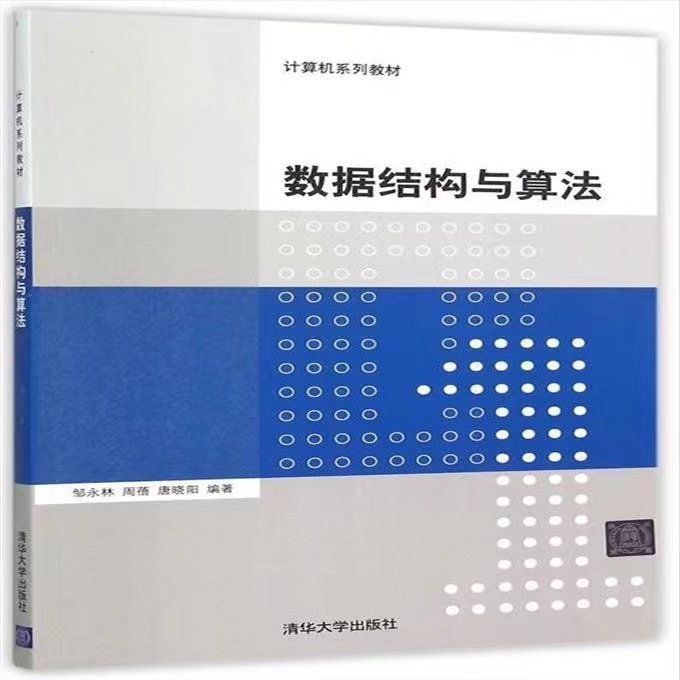 计算机系列教材
数据结构与算法
邹永林 周蓓 唐晓阳 编著
清华大学出版社
计算机系列教材
数据结构与算法
清华大学出版社